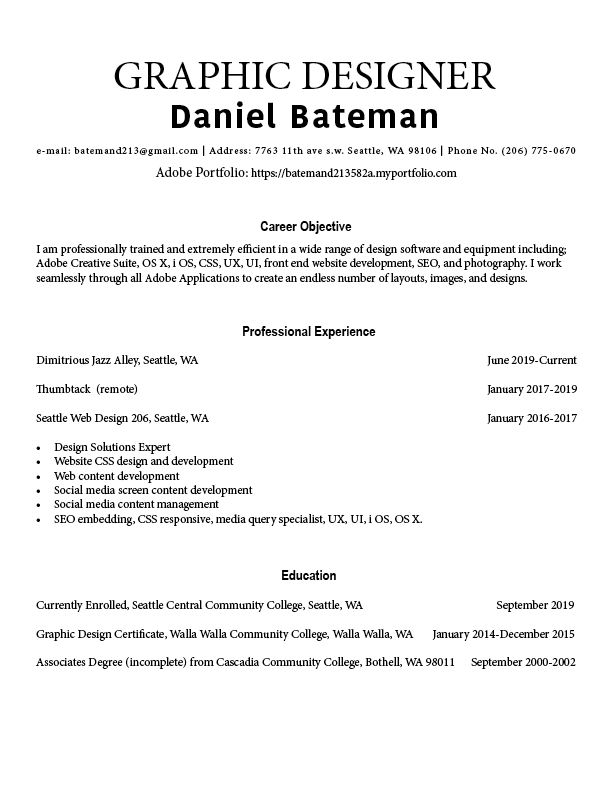 GRAPHIC DESIGNER
Daniel Bateman
e-mail: batemand213@gmail.com | Address: 7763 11th ave s.w. Seattle, WA 98106 | Phone No. (206) 775-0670
Adobe Portfolio: https://batemand213582a.myportfolio.com
Career Objective
I am professionally trained and extremely efficient in a wide range of design software and equipment including;
Adobe Creative Suite, OS X, i OS, CSS, UX, UI, front end website development, SEO, and photography. I work
seamlessly through all Adobe Applications to create an endless number of layouts, images, and designs.
Professional Experience
Dimitrious Jazz Alley, Seattle, WA June 2019-Current
Thumbtack (remote) January 2017-2019
Seattle Web Design 206, Seattle, WA January 2016-2017
• Design Solutions Expert
• Website CSS design and development
• Web content development
• Social media screen content development
• Social media content management
• SEO embedding, CSS responsive, media query specialist, UX, UI, i OS, OS X.
Education
Currently Enrolled, Seattle Central Community College, Seattle, WA September 2019
Graphic Design Certificate, Walla Walla Community College, Walla Walla, WA January 2014-December 2015
Associates Degree (incomplete) from Cascadia Community College, Bothell, WA 98011 September 2000-2002